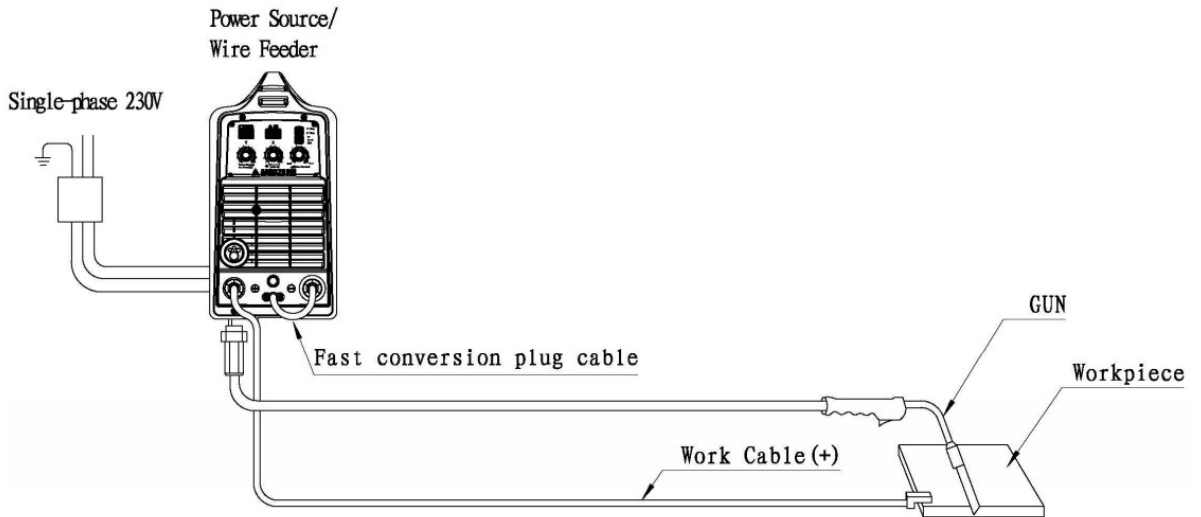 Power Source/
Wire Feeder
Single-phase 230V
Fast conversion plug cable
GUN
Workpiece
Work Cable(+)